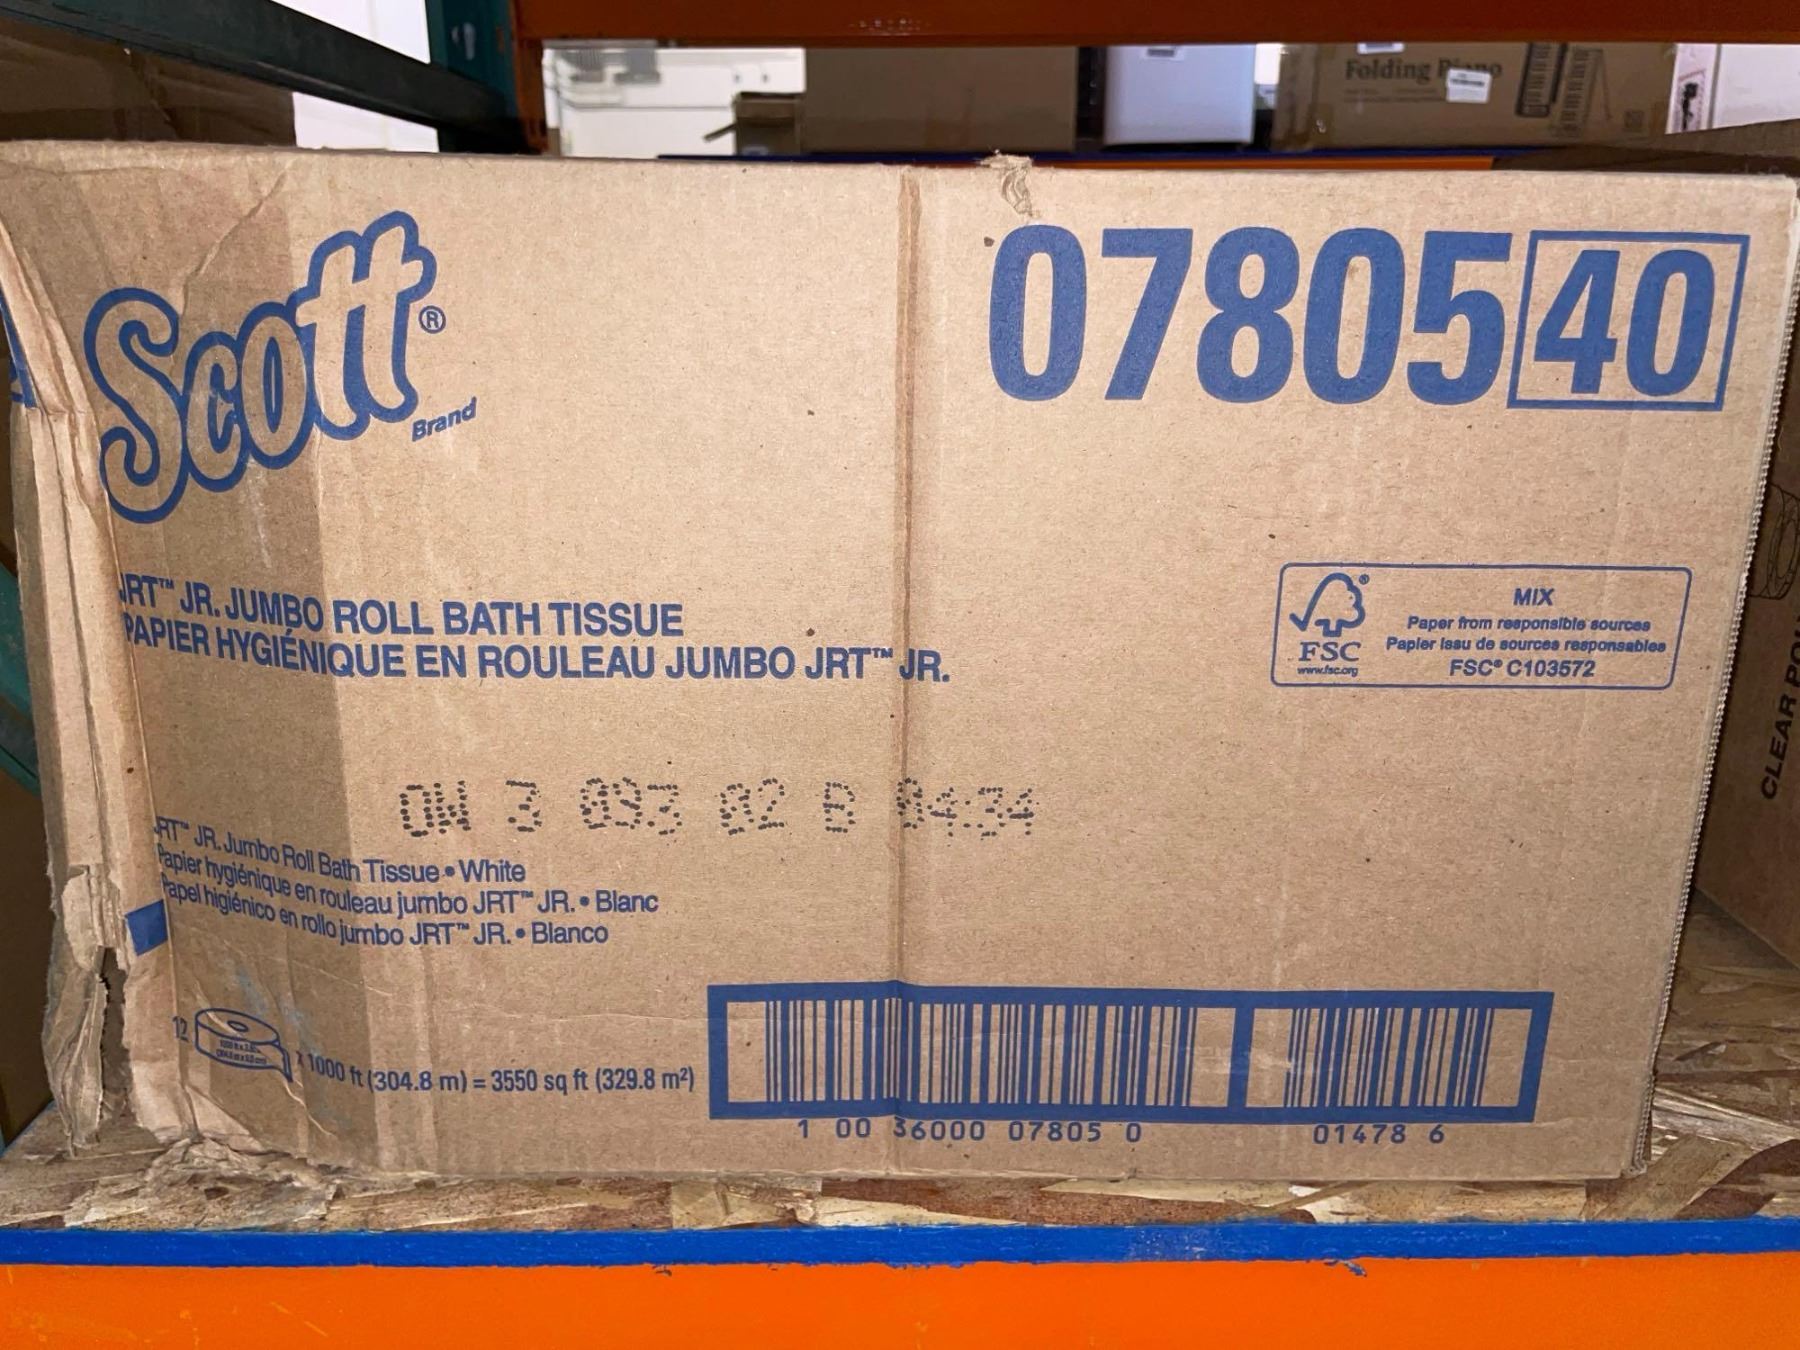 Folding
Scott®
Brand
07805 40
JRT™ JR. JUMBO ROLL BATH TISSUE
PAPIER HYGIÉNIQUE EN ROULEAU JUMBO JRT™ JR.
FSC
www.fsc.org
MIX
Paper from responsible sources
Papier issu de sources responsables
FSC® C103572
CLEAR
OW 3 093 02 B 04:34
JRT™ JR. Jumbo Roll Bath Tissue • White
Papier hygiénique en rouleau jumbo JRT™ JR. • Blanc
Papel higiénico en rollo jumbo JRT™ JR. • Blanco
12 x 1000 ft (304.8 m) = 3550 sq ft (329.8 m²)
1 00 36000 07805 0
01478 6